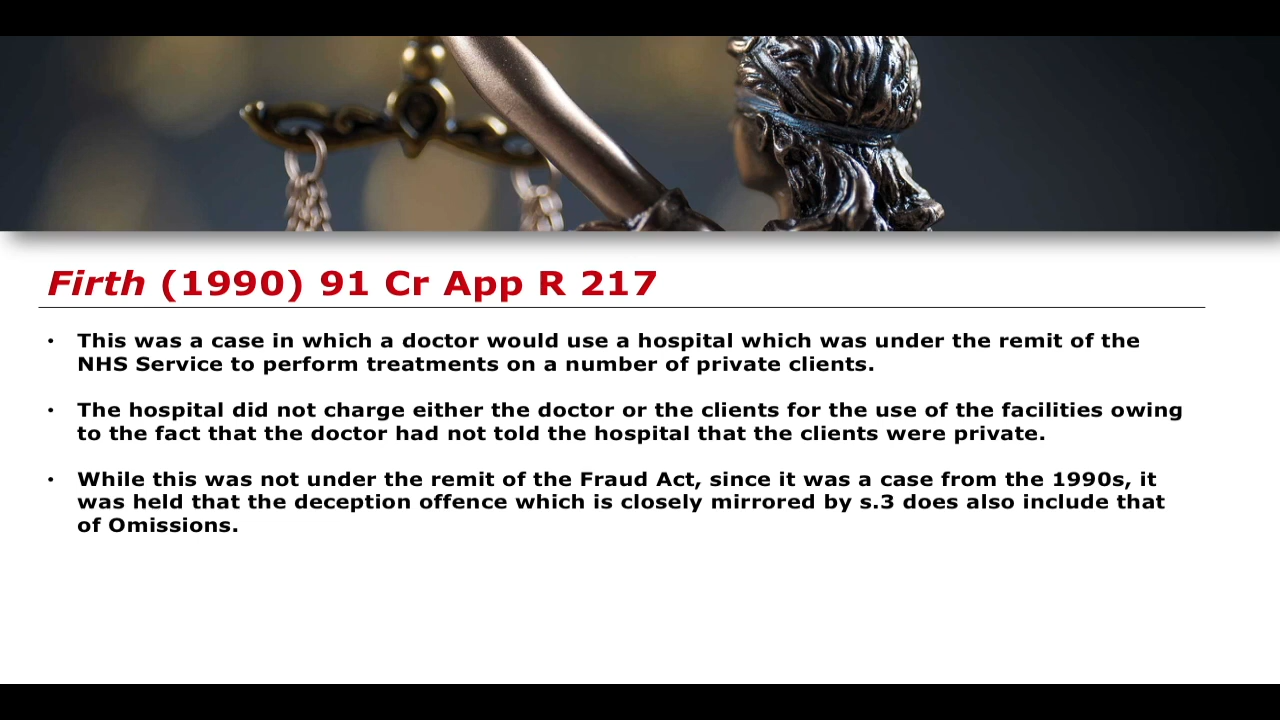 Firth (1990) 91 Cr App R 217
• This was a case in which a doctor would use a hospital which was under the remit of the
NHS Service to perform treatments on a number of private clients.
• The hospital did not charge either the doctor or the clients for the use of the facilities owing
to the fact that the doctor had not told the hospital that the clients were private.
• While this was not under the remit of the Fraud Act, since it was a case from the 1990s, it
was held that the deception offence which is closely mirrored by s.3 does also include that
of Omissions.